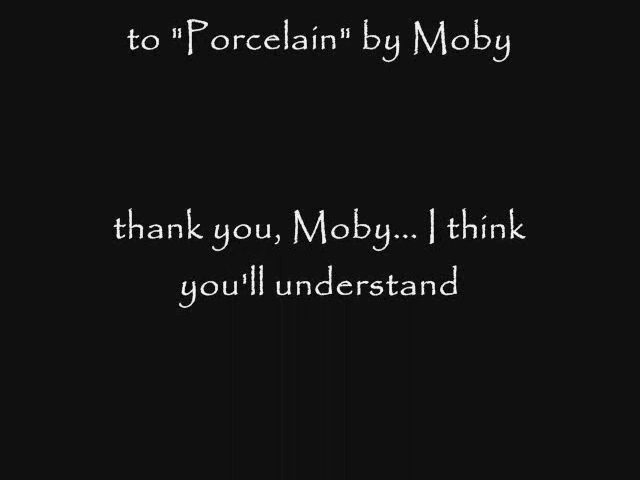 to "Porcelain" by Moby
thank you, Moby... I think
you'll understand